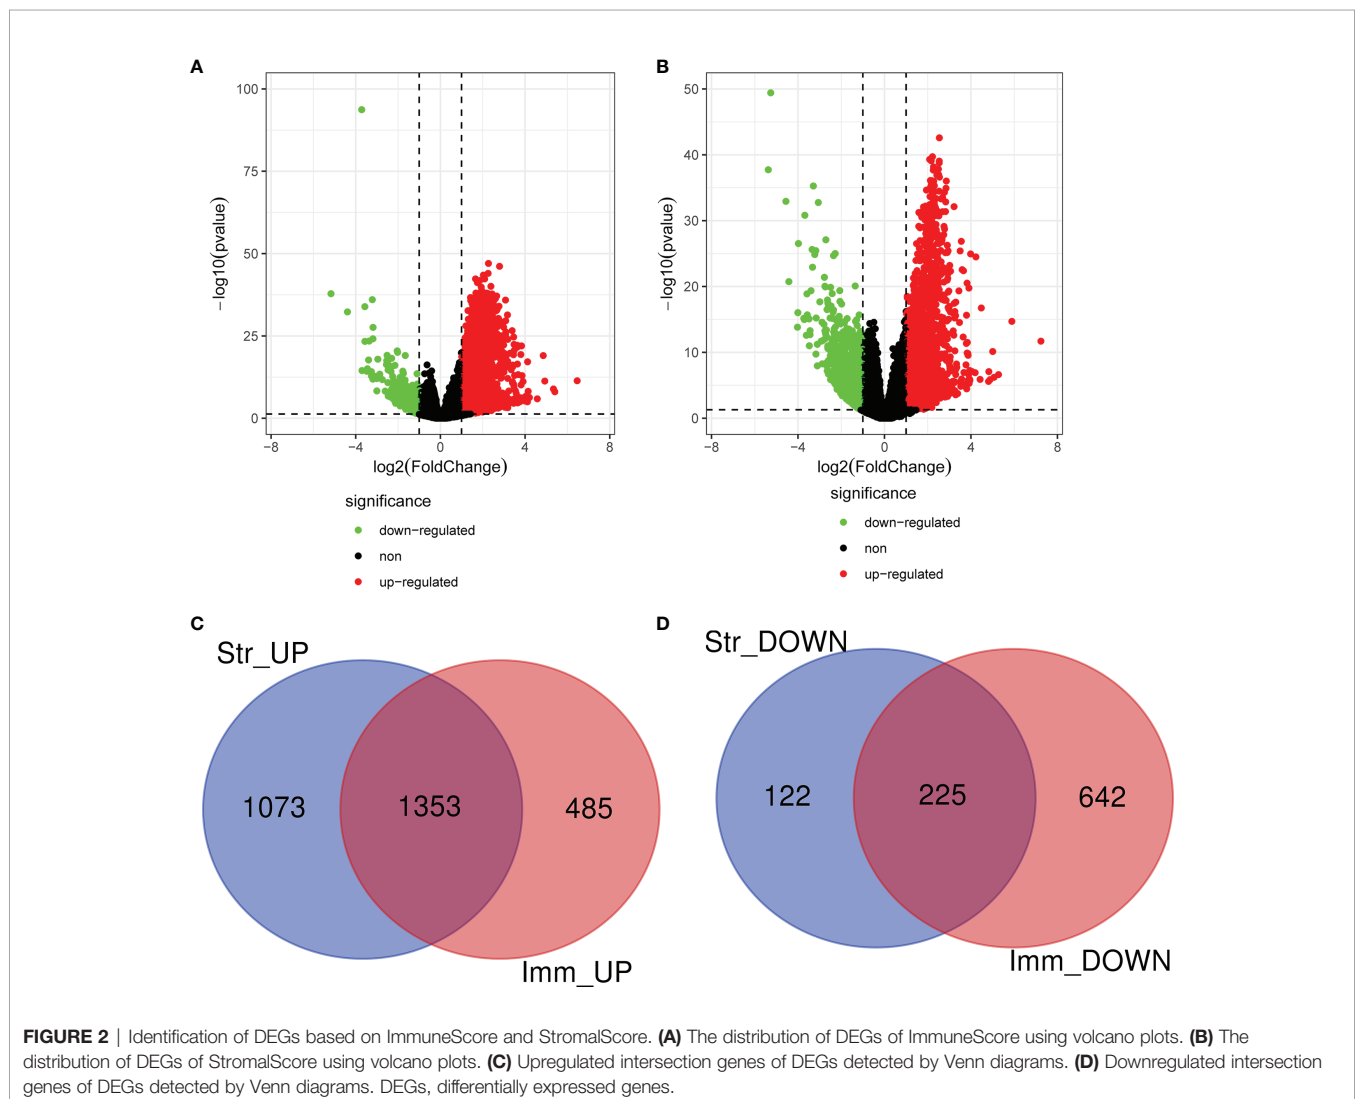 A
100
75
50
25
0
−log10(pvalue)
−8
−4
0
4
8
log2(FoldChange)
significance
down−regulated
non
up−regulated
B
50
40
30
20
10
0
−log10(pvalue)
−8
−4
0
4
8
log2(FoldChange)
significance
down−regulated
non
up−regulated
C
Str_UP
1073
1353
485
Imm_UP
D
Str_DOWN
122
225
642
Imm_DOWN
FIGURE 2 | Identification of DEGs based on ImmuneScore and StromalScore. (A) The distribution of DEGs of ImmuneScore using volcano plots. (B) The
distribution of DEGs of StromalScore using volcano plots. (C) Upregulated intersection genes of DEGs detected by Venn diagrams. (D) Downregulated intersection
genes of DEGs detected by Venn diagrams. DEGs, differentially expressed genes.